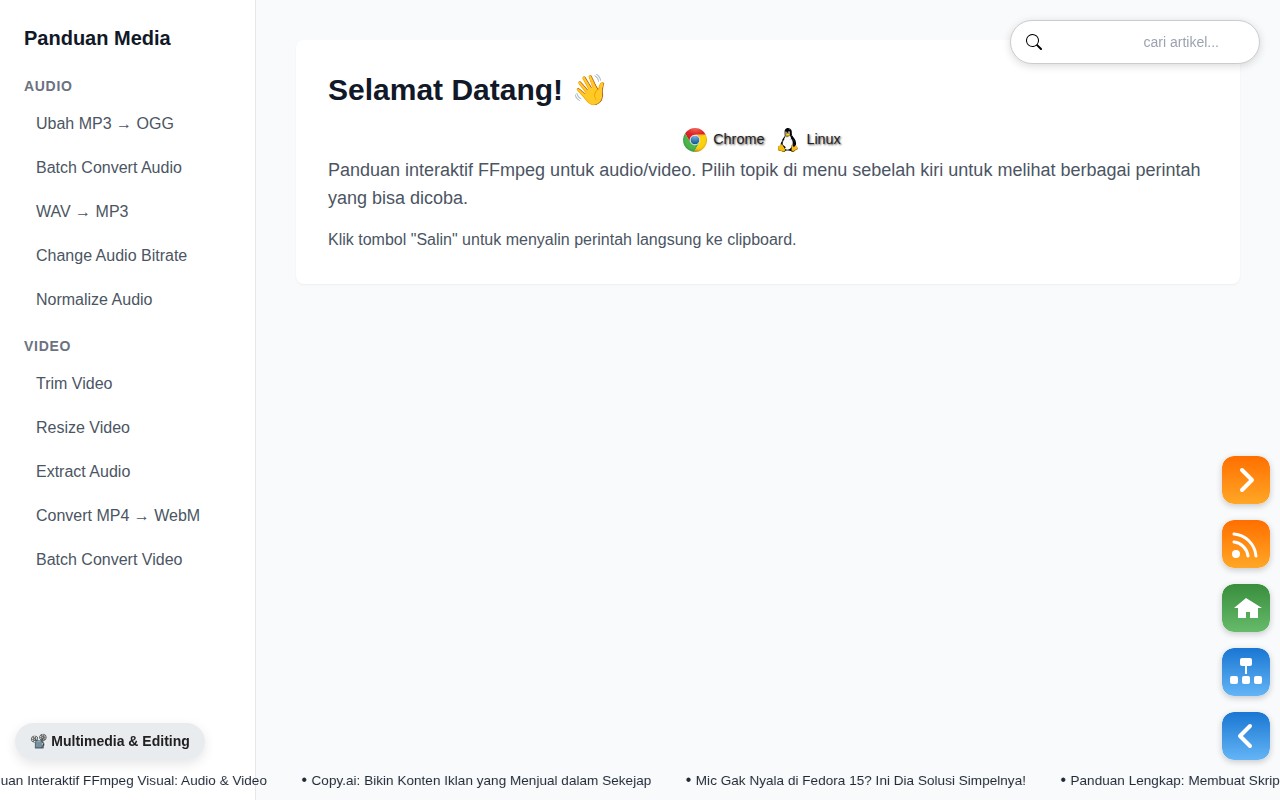 Panduan Media
AUDIO
Ubah MP3 → OGG
Batch Convert Audio
WAV → MP3
Change Audio Bitrate
Normalize Audio
VIDEO
Trim Video
Resize Video
Extract Audio
Convert MP4 → WebM
Batch Convert Video
📽 Multimedia & Editing
cari artikel...
Selamat Datang! 👋
Chrome Linux
Panduan interaktif FFmpeg untuk audio/video. Pilih topik di menu sebelah kiri untuk melihat berbagai perintah
yang bisa dicoba.
Klik tombol "Salin" untuk menyalin perintah langsung ke clipboard.
uan Interaktif FFmpeg Visual: Audio & Video • Copy.ai: Bikin Konten Iklan yang Menjual dalam Sekejap • Mic Gak Nyala di Fedora 15? Ini Dia Solusi Simpelnya! • Panduan Lengkap: Membuat Skrip